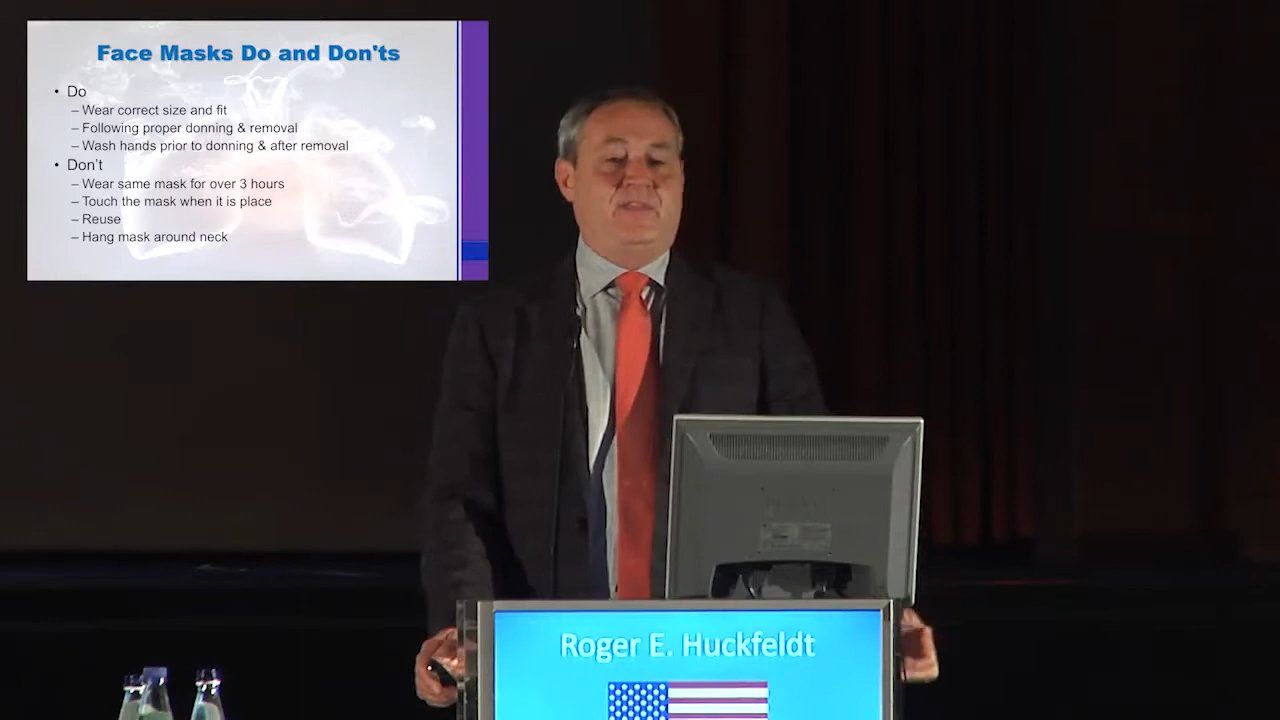 Face Masks Do and Don'ts
• Do
– Wear correct size and fit
– Following proper donning & removal
– Wash hands prior to donning & after removal
• Don't
– Wear same mask for over 3 hours
– Touch the mask when it is place
– Reuse
– Hang mask around neck
Roger E. Huckfeldt